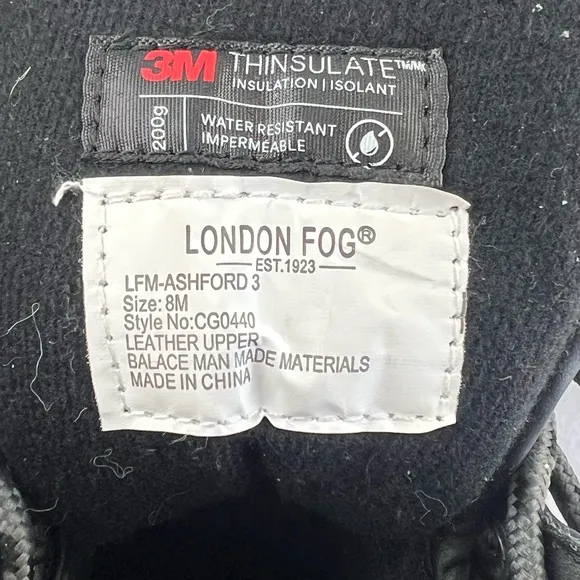 3M THINSULATE™/MC
INSULATION | ISOLANT
200g
WATER RESISTANT
IMPERMÉABLE
LONDON FOG®
EST.1923
LFM-ASHFORD 3
Size: 8M
Style No:CG0440
LEATHER UPPER
BALACE MAN MADE MATERIALS
MADE IN CHINA